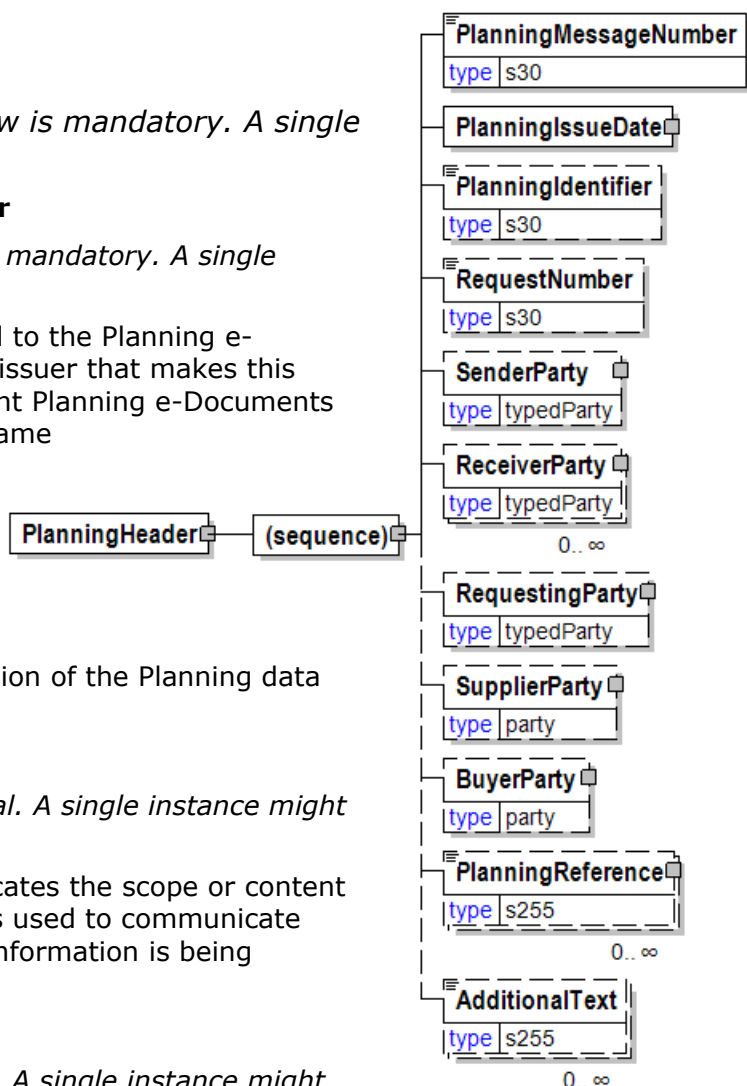 w is mandatory. A single
r
mandatory. A single
l to the Planning e-
issuer that makes this
nt Planning e-Documents
ame
tion of the Planning data
al. A single instance might
cates the scope or content
s used to communicate
nformation is being
. A single instance might
PlanningHeader
(sequence)
PlanningMessageNumber
type s30
PlanningIssueDate
PlanningIdentifier
type s30
RequestNumber
type s30
SenderParty
type typedParty
ReceiverParty
type typedParty
0.. ∞
RequestingParty
type typedParty
SupplierParty
type party
BuyerParty
type party
PlanningReference
type s255
0.. ∞
AdditionalText
type s255
0.. ∞